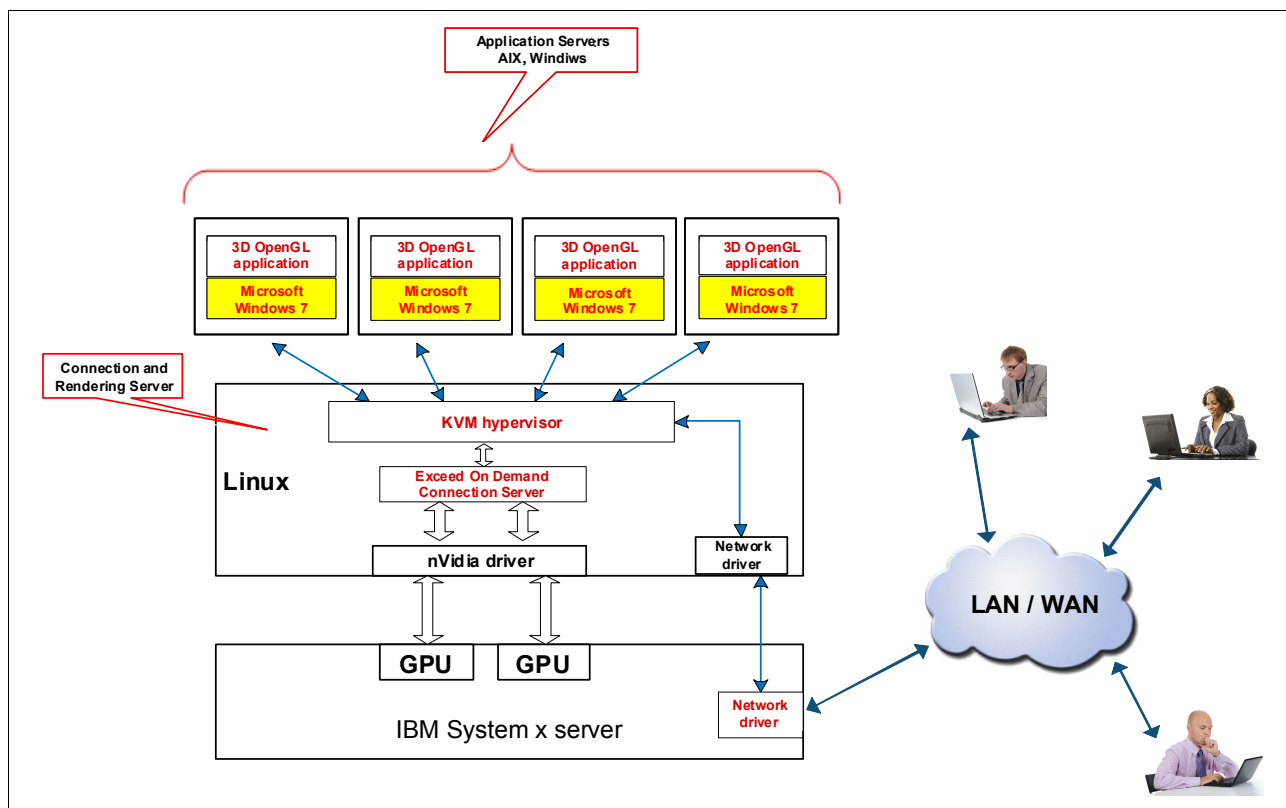 Application Servers
AIX, Windiws
3D OpenGL
application
Microsoft
Windows 7
3D OpenGL
application
Microsoft
Windows 7
3D OpenGL
application
Microsoft
Windows 7
3D OpenGL
application
Microsoft
Windows 7
Connection and
Rendering Server
KVM hypervisor
Linux
Exceed On Demand
Connection Server
nVidia driver
Network
driver
GPU
GPU
Network
driver
IBM System x server
LAN / WAN